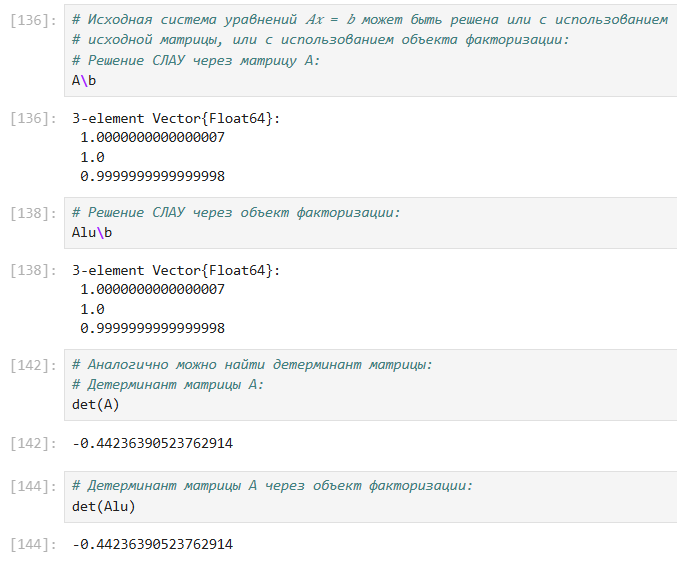 [136]: # Исходная система уравнений 𝐴𝑥 = 𝑏 может быть решена или с использованием
# исходной матрицы, или с использованием объекта факторизации:
# Решение СЛАУ через матрицу A:
A\b
[136]: 3-element Vector{Float64}:
1.0000000000000007
1.0
0.9999999999999998
[138]: # Решение СЛАУ через объект факторизации:
Alu\b
[138]: 3-element Vector{Float64}:
1.0000000000000007
1.0
0.9999999999999998
[142]: # Аналогично можно найти детерминант матрицы:
# Детерминант матрицы A:
det(A)
[142]: -0.44236390523762914
[144]: # Детерминант матрицы A через объект факторизации:
det(Alu)
[144]: -0.44236390523762914